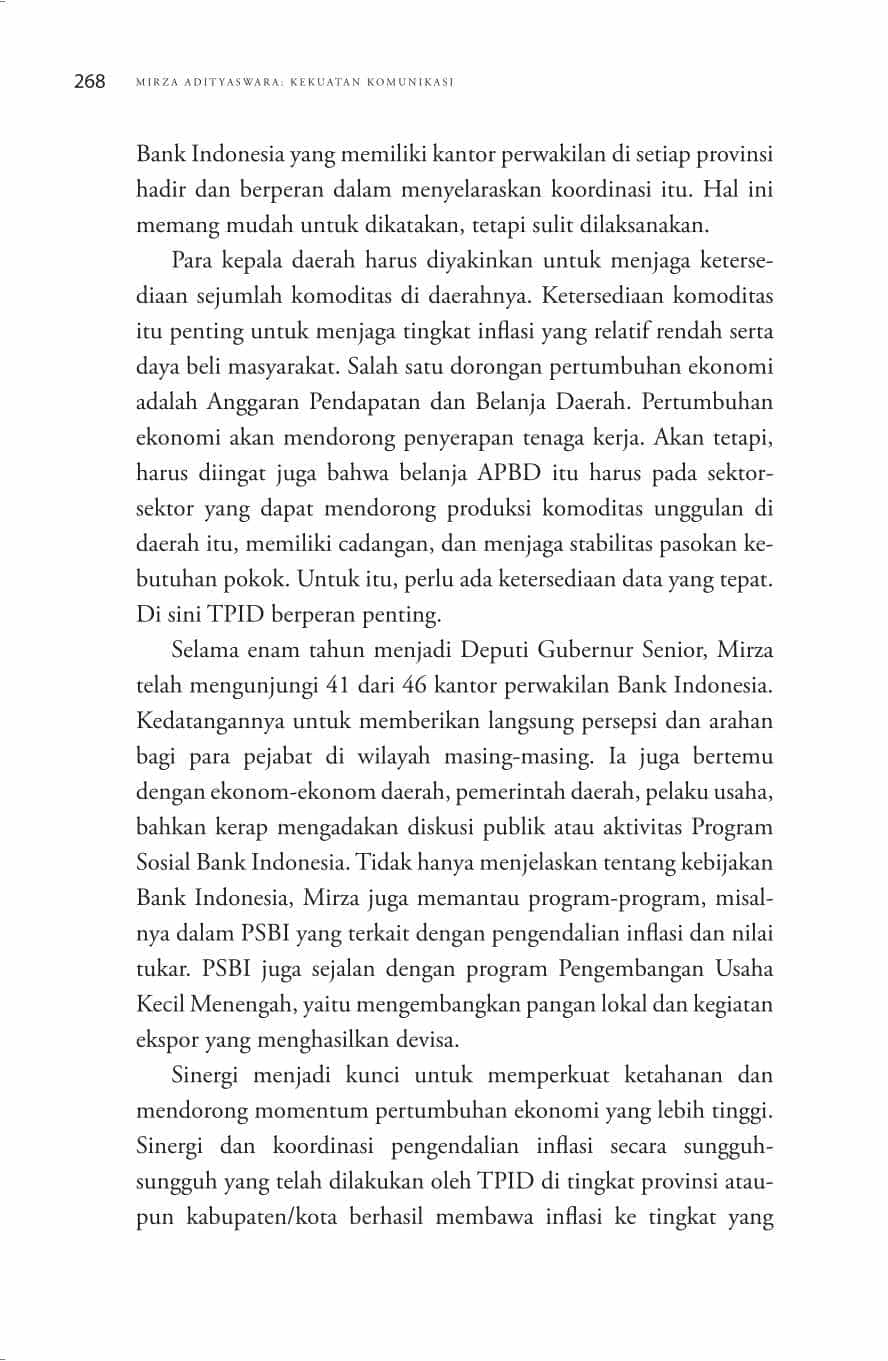 268 MIRZA ADITYASWARA: KEKUATAN KOMUNIKASI
Bank Indonesia yang memiliki kantor perwakilan di setiap provinsi
hadir dan berperan dalam menyelaraskan koordinasi itu. Hal ini
memang mudah untuk dikatakan, tetapi sulit dilaksanakan.
Para kepala daerah harus diyakinkan untuk menjaga keterse-
diaan sejumlah komoditas di daerahnya. Ketersediaan komoditas
itu penting untuk menjaga tingkat inflasi yang relatif rendah serta
daya beli masyarakat. Salah satu dorongan pertumbuhan ekonomi
adalah Anggaran Pendapatan dan Belanja Daerah. Pertumbuhan
ekonomi akan mendorong penyerapan tenaga kerja. Akan tetapi,
harus diingat juga bahwa belanja APBD itu harus pada sektor-
sektor yang dapat mendorong produksi komoditas unggulan di
daerah itu, memiliki cadangan, dan menjaga stabilitas pasokan ke-
butuhan pokok. Untuk itu, perlu ada ketersediaan data yang tepat.
Di sini TPID berperan penting.
Selama enam tahun menjadi Deputi Gubernur Senior, Mirza
telah mengunjungi 41 dari 46 kantor perwakilan Bank Indonesia.
Kedatangannya untuk memberikan langsung persepsi dan arahan
bagi para pejabat di wilayah masing-masing. Ia juga bertemu
dengan ekonom-ekonom daerah, pemerintah daerah, pelaku usaha,
bahkan kerap mengadakan diskusi publik atau aktivitas Program
Sosial Bank Indonesia. Tidak hanya menjelaskan tentang kebijakan
Bank Indonesia, Mirza juga memantau program-program, misal-
nya dalam PSBI yang terkait dengan pengendalian inflasi dan nilai
tukar. PSBI juga sejalan dengan program Pengembangan Usaha
Kecil Menengah, yaitu mengembangkan pangan lokal dan kegiatan
ekspor yang menghasilkan devisa.
Sinergi menjadi kunci untuk memperkuat ketahanan dan
mendorong momentum pertumbuhan ekonomi yang lebih tinggi.
Sinergi dan koordinasi pengendalian inflasi secara sungguh-
sungguh yang telah dilakukan oleh TPID di tingkat provinsi atau-
pun kabupaten/kota berhasil membawa inflasi ke tingkat yang